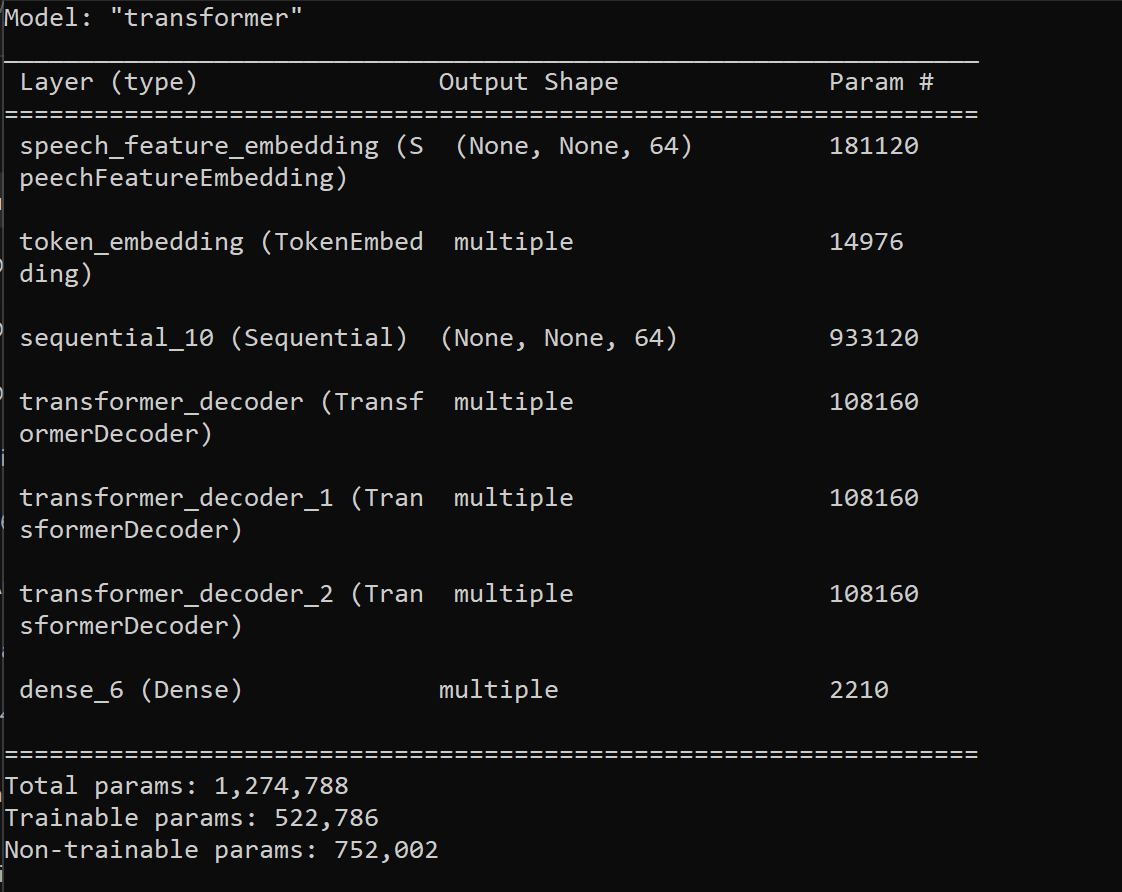 Model: "transformer"
_________________________________________________________________
Layer (type) Output Shape Param #
=================================================================
speech_feature_embedding (S (None, None, 64) 181120
peechFeatureEmbedding)
token_embedding (TokenEmbed multiple 14976
ding)
sequential_10 (Sequential) (None, None, 64) 933120
transformer_decoder (Transf multiple 108160
ormerDecoder)
transformer_decoder_1 (Tran multiple 108160
sformerDecoder)
transformer_decoder_2 (Tran multiple 108160
sformerDecoder)
dense_6 (Dense) multiple 2210
=================================================================
Total params: 1,274,788
Trainable params: 522,786
Non-trainable params: 752,002